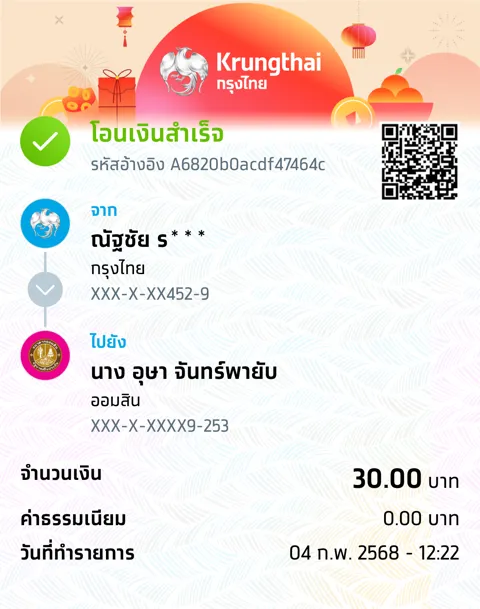 Krungthai
กรุงไทย
โอนเงินสำเร็จ
รหัสอ้างอิง A6820b0acdf47464c
จาก
ณัฐชัย ร***
กรุงไทย
XXX-X-XX452-9
ไปยัง
นาง อุษา จันทร์พายับ
ออมสิน
XXX-X-XXXX9-253
จำนวนเงิน 30.00 บาท
ค่าธรรมเนียม 0.00 บาท
วันที่ทำรายการ 04 ก.พ. 2568 - 12:22